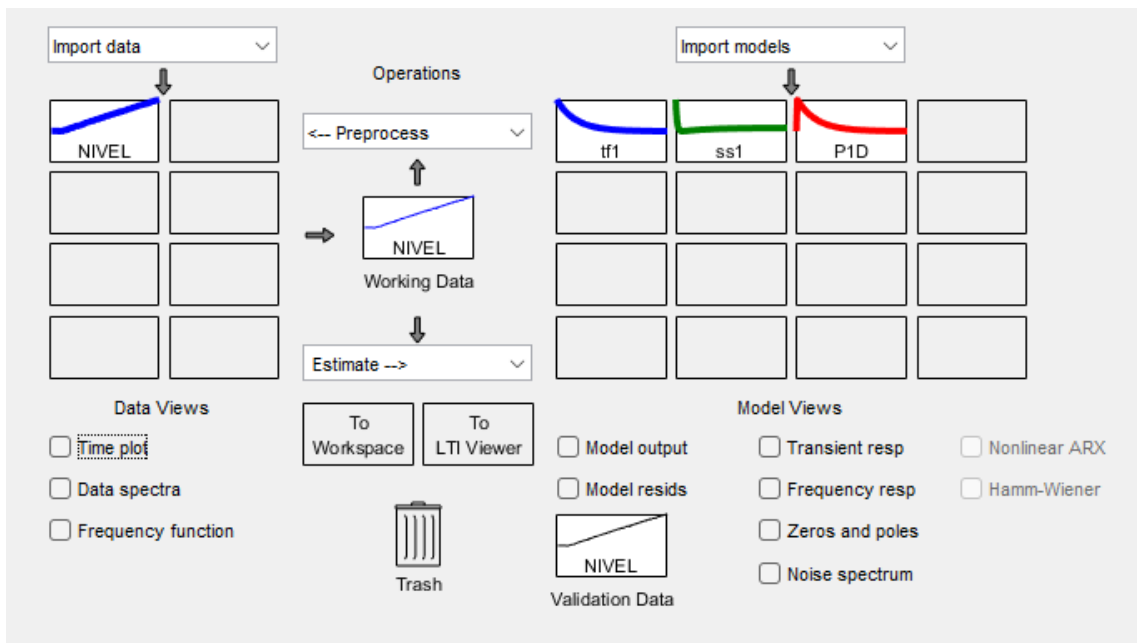 Import data
Import models
Operations
NIVEL
<-- Preprocess
tf1
ss1
P1D
NIVEL
Working Data
Estimate -->
Data Views
To
Workspace
To
LTI Viewer
Model Views
Time plot
Data spectra
Frequency function
Trash
Model output
Model resids
Transient resp
Frequency resp
Zeros and poles
Noise spectrum
Nonlinear ARX
Hamm-Wiener
NIVEL
Validation Data